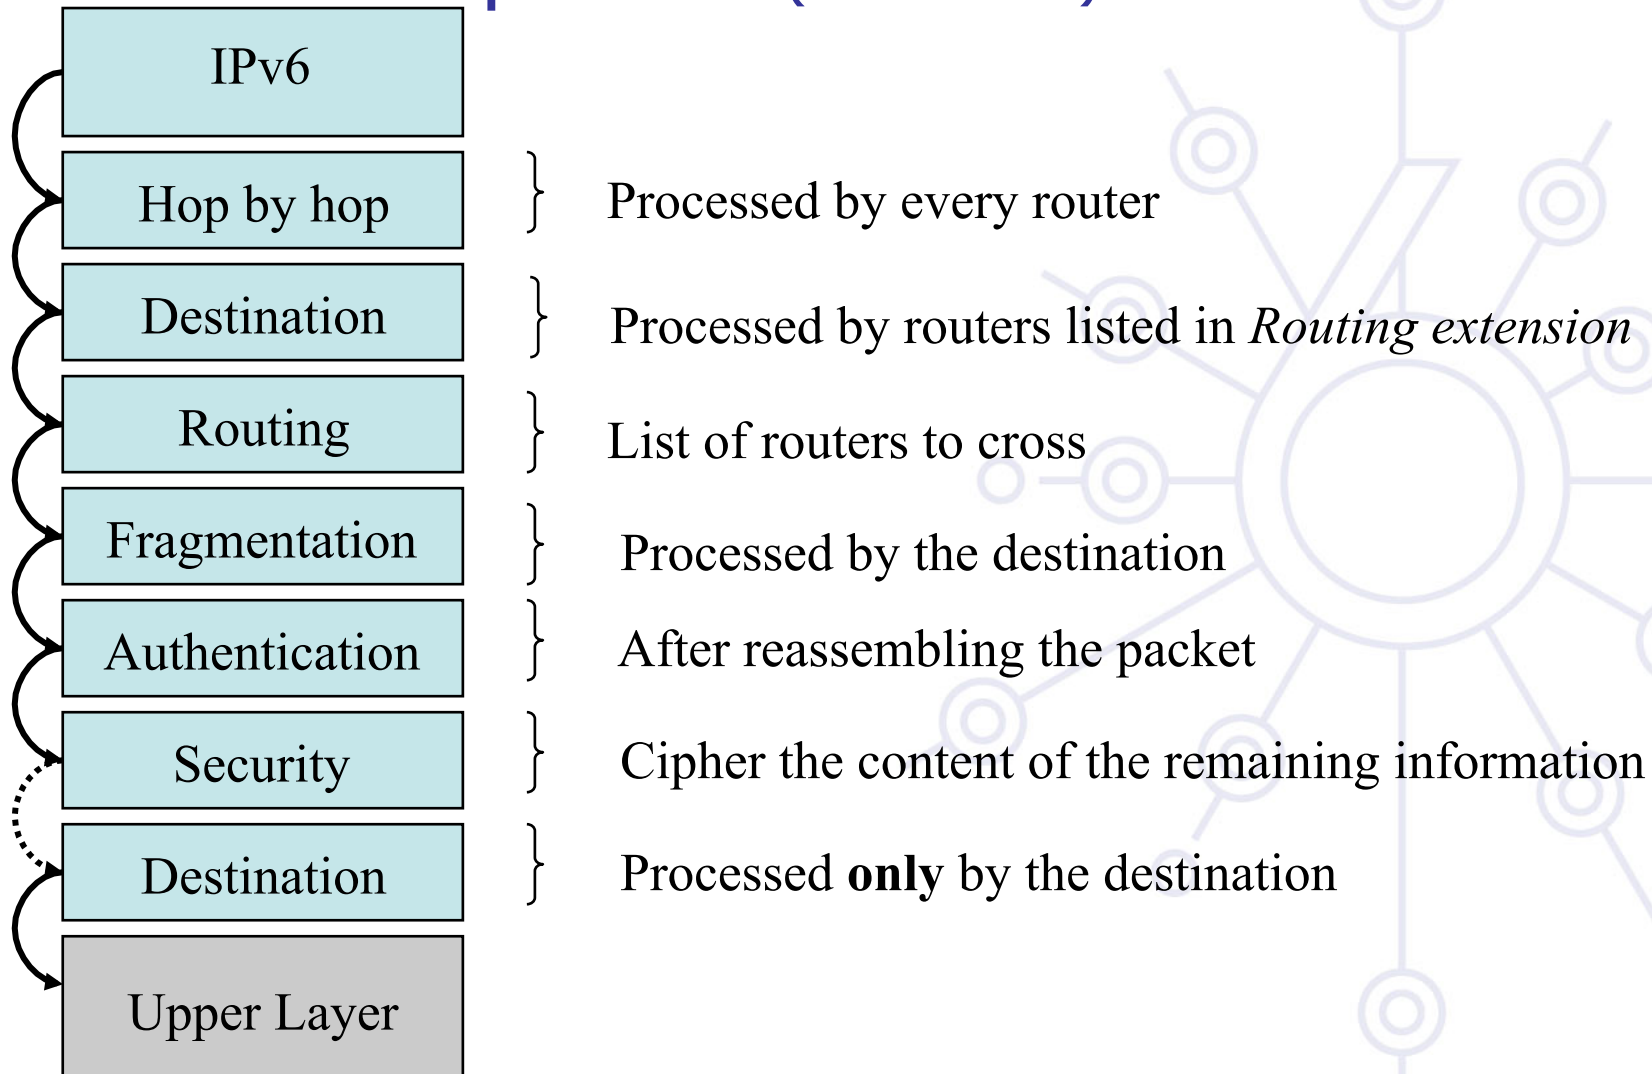 IPv6
Hop by hop
Processed by every router
Destination
Processed by routers listed in Routing extension
Routing
List of routers to cross
Fragmentation
Processed by the destination
Authentication
After reassembling the packet
Security
Cipher the content of the remaining information
Destination
Processed only by the destination
Upper Layer